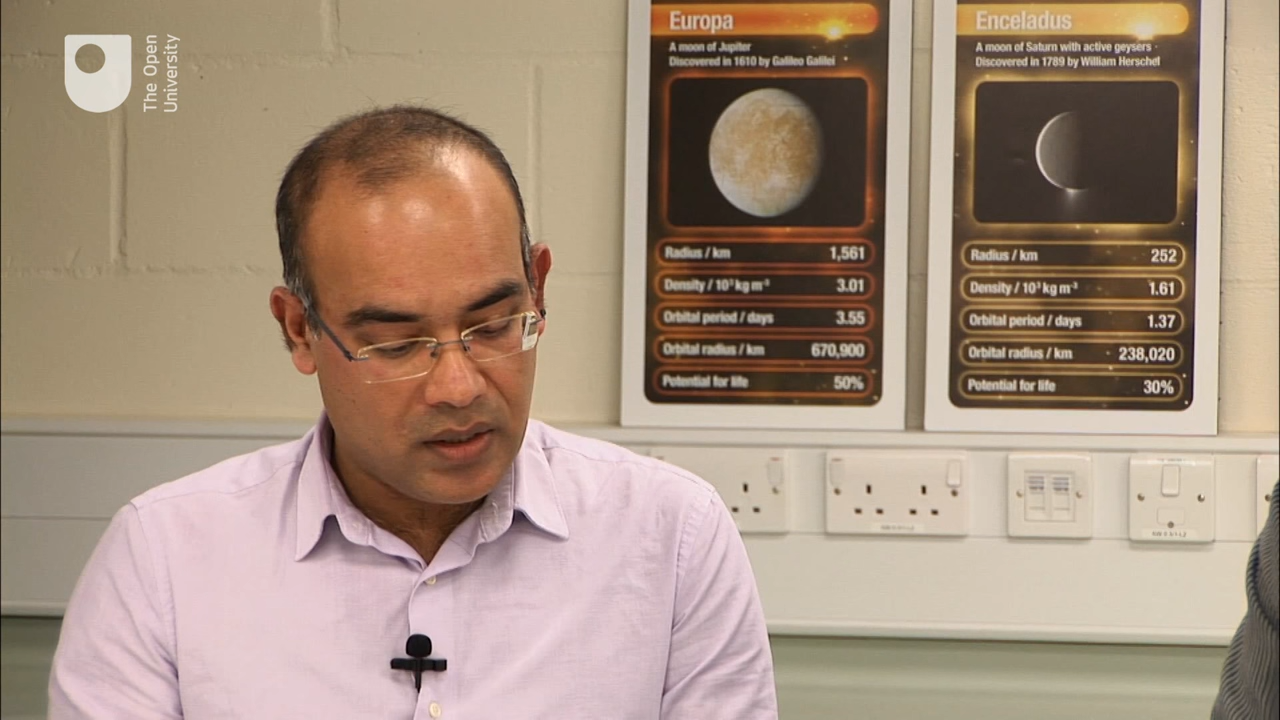 The Open
University
Europa
A moon of Jupiter
Discovered in 1610 by Galileo Galilei
Radius / km 1,561
Density / 10³ kg m⁻³ 3.01
Orbital period / days 3.55
Orbital radius / km 670,900
Potential for life 50%
Enceladus
A moon of Saturn with active geysers
Discovered in 1789 by William Herschel
Radius / km 252
Density / 10³ kg m⁻³ 1.61
Orbital period / days 1.37
Orbital radius / km 238,020
Potential for life 30%